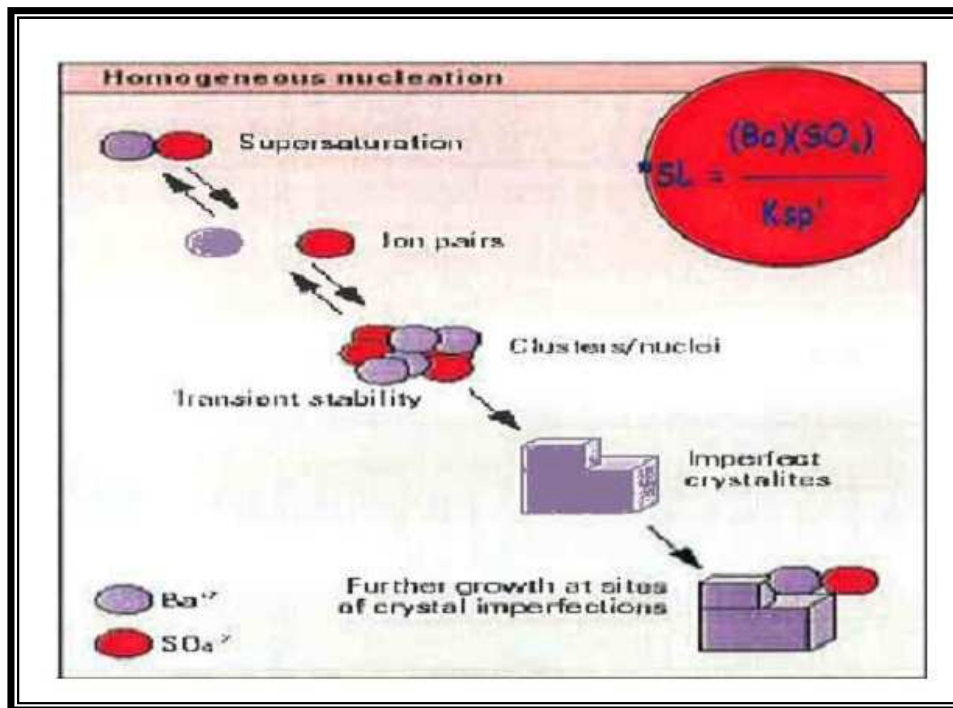 Homogeneous nucleation
Supersaturation
*SL = (Ba)(SO₄) / Ksp'
Ion pairs
Clusters/nuclei
Transient stability
Imperfect
crystalites
Further growth at sites
of crystal imperfections
Ba⁺²
SO₄⁻²